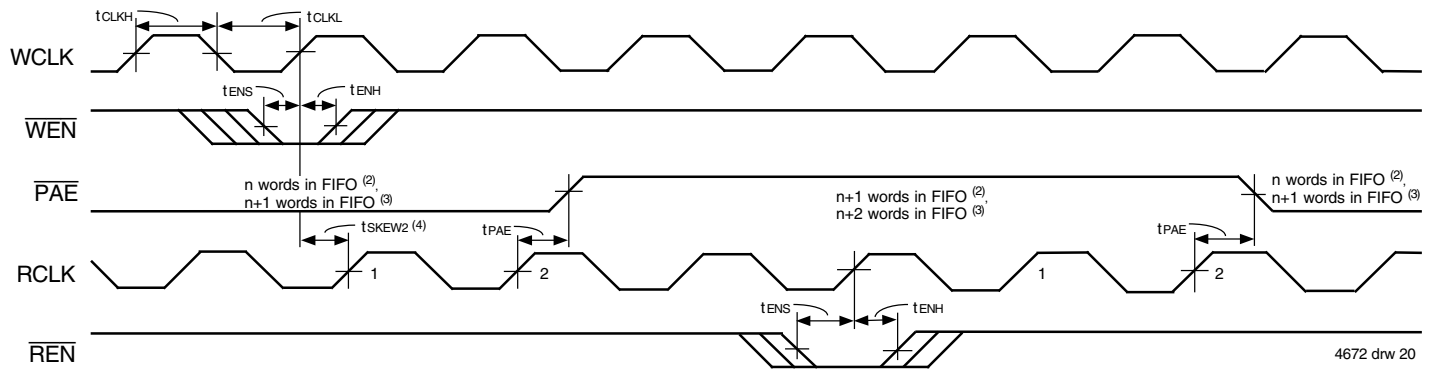 tCLKH
tCLKL
WCLK
tENS
tENH
WEN
PAE
n words in FIFO (2),
n+1 words in FIFO (3)
n+1 words in FIFO (2),
n+2 words in FIFO (3)
n words in FIFO (2),
n+1 words in FIFO (3)
tSKEW2 (4)
tPAE
tPAE
RCLK
1
2
1
2
tENS
tENH
REN
4672 drw 20